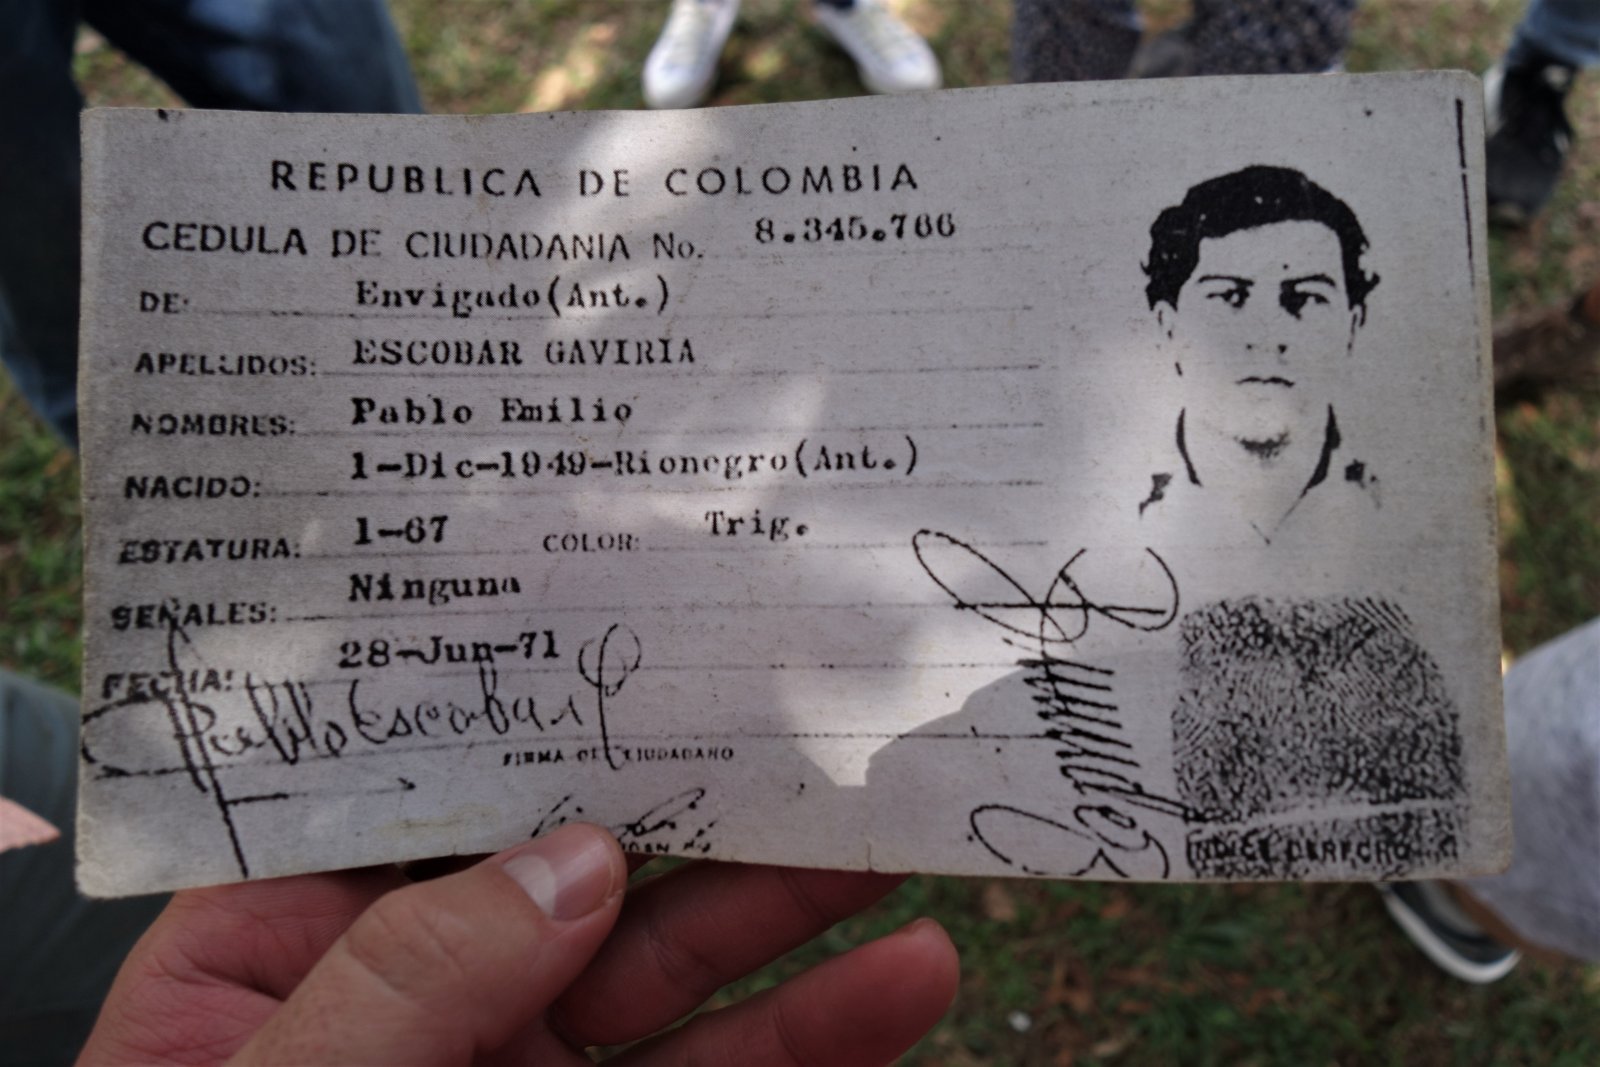 REPUBLICA DE COLOMBIA
CEDULA DE CIUDADANIA No. 8.345.766
DE: Envigado(Ant.)
APELLIDOS: ESCOBAR GAVIRIA
NOMBRES: Pablo Emilio
NACIDO: 1-Dic-1949-Rionegro(Ant.)
ESTATURA: 1-67 COLOR: Trig.
SEÑALES: Ninguna
FECHA: 28-Jun-71
Pablo Escobar G
FIRMA DEL CIUDADANO
INDICE DERECHO